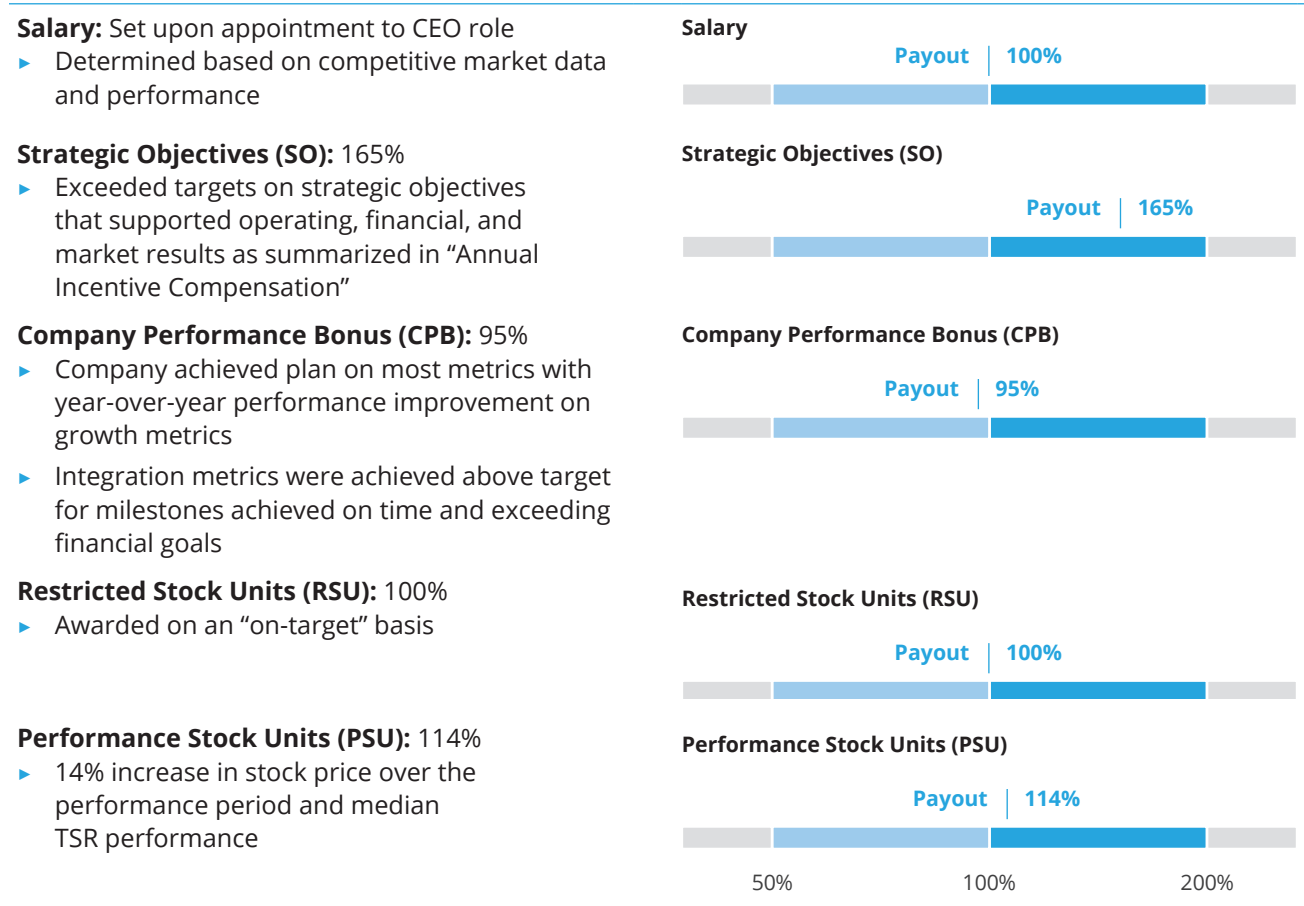 Salary: Set upon appointment to CEO role
► Determined based on competitive market data
and performance
Salary
Payout 100%
Strategic Objectives (SO): 165%
► Exceeded targets on strategic objectives
that supported operating, financial, and
market results as summarized in “Annual
Incentive Compensation”
Strategic Objectives (SO)
Payout 165%
Company Performance Bonus (CPB): 95%
► Company achieved plan on most metrics with
year-over-year performance improvement on
growth metrics
► Integration metrics were achieved above target
for milestones achieved on time and exceeding
financial goals
Company Performance Bonus (CPB)
Payout 95%
Restricted Stock Units (RSU): 100%
► Awarded on an “on-target” basis
Restricted Stock Units (RSU)
Payout 100%
Performance Stock Units (PSU): 114%
► 14% increase in stock price over the
performance period and median
TSR performance
Performance Stock Units (PSU)
Payout 114%
50% 100% 200%